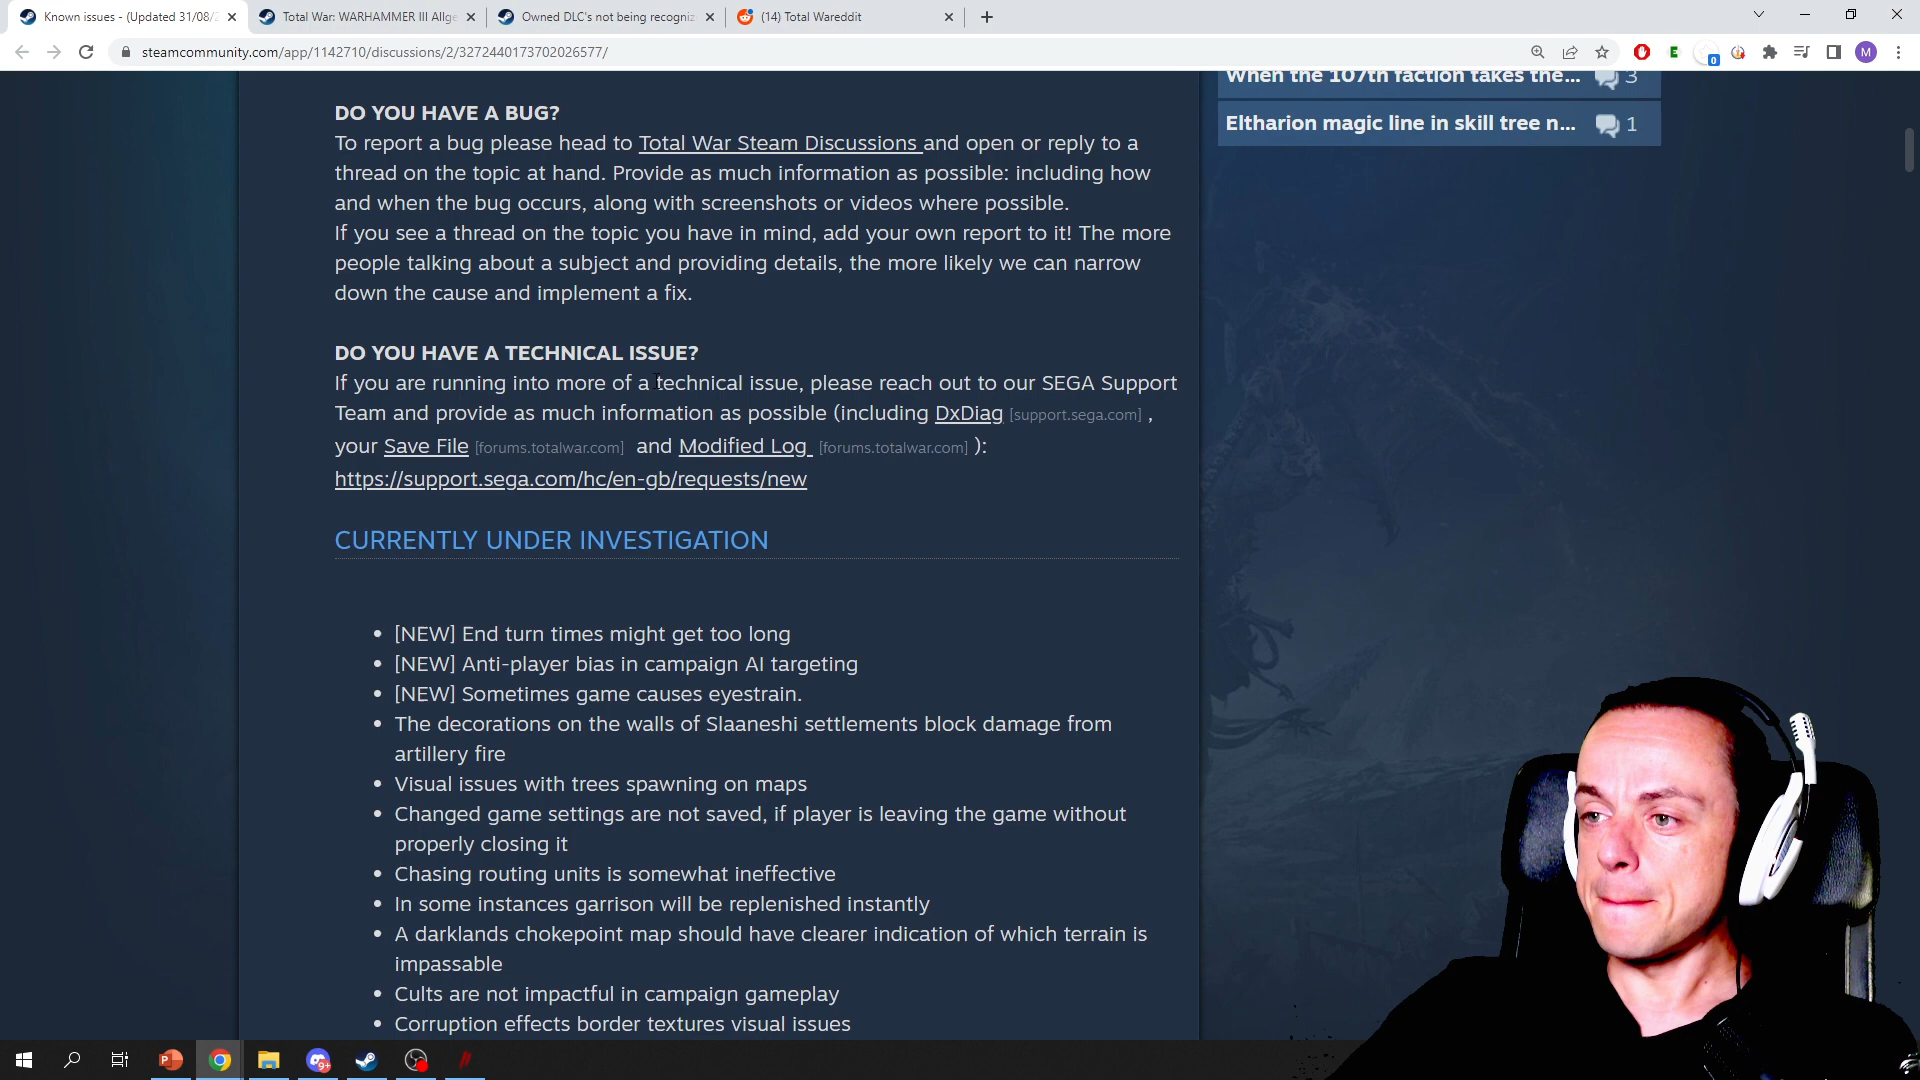 Known issues - (Updated 31/08/2
Total War: WARHAMMER III Allge
Owned DLC's not being recogniz
(14) Total Wareddit
steamcommunity.com/app/1142710/discussions/2/3272440173702026577/
E
0
M
When the 107th faction takes the... 3
Eltharion magic line in skill tree n... 1
DO YOU HAVE A BUG?
To report a bug please head to Total War Steam Discussions and open or reply to a
thread on the topic at hand. Provide as much information as possible: including how
and when the bug occurs, along with screenshots or videos where possible.
If you see a thread on the topic you have in mind, add your own report to it! The more
people talking about a subject and providing details, the more likely we can narrow
down the cause and implement a fix.
DO YOU HAVE A TECHNICAL ISSUE?
If you are running into more of a technical issue, please reach out to our SEGA Support
Team and provide as much information as possible (including DxDiag [support.sega.com] ,
your Save File [forums.totalwar.com] and Modified Log [forums.totalwar.com] ):
https://support.sega.com/hc/en-gb/requests/new
CURRENTLY UNDER INVESTIGATION
• [NEW] End turn times might get too long
• [NEW] Anti-player bias in campaign AI targeting
• [NEW] Sometimes game causes eyestrain.
• The decorations on the walls of Slaaneshi settlements block damage from
artillery fire
• Visual issues with trees spawning on maps
• Changed game settings are not saved, if player is leaving the game without
properly closing it
• Chasing routing units is somewhat ineffective
• In some instances garrison will be replenished instantly
• A darklands chokepoint map should have clearer indication of which terrain is
impassable
• Cults are not impactful in campaign gameplay
• Corruption effects border textures visual issues
P
9+